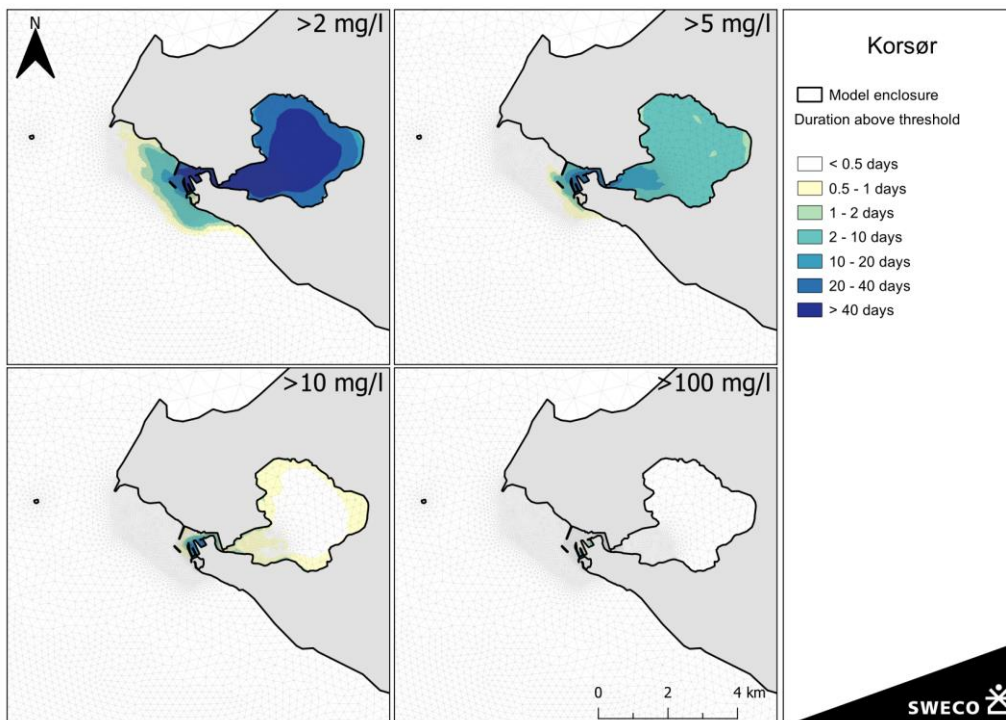 N
>2 mg/l
>5 mg/l
>10 mg/l
>100 mg/l
0 2 4 km
Korsør
Model enclosure
Duration above threshold
< 0.5 days
0.5 - 1 days
1 - 2 days
2 - 10 days
10 - 20 days
20 - 40 days
> 40 days
SWECO